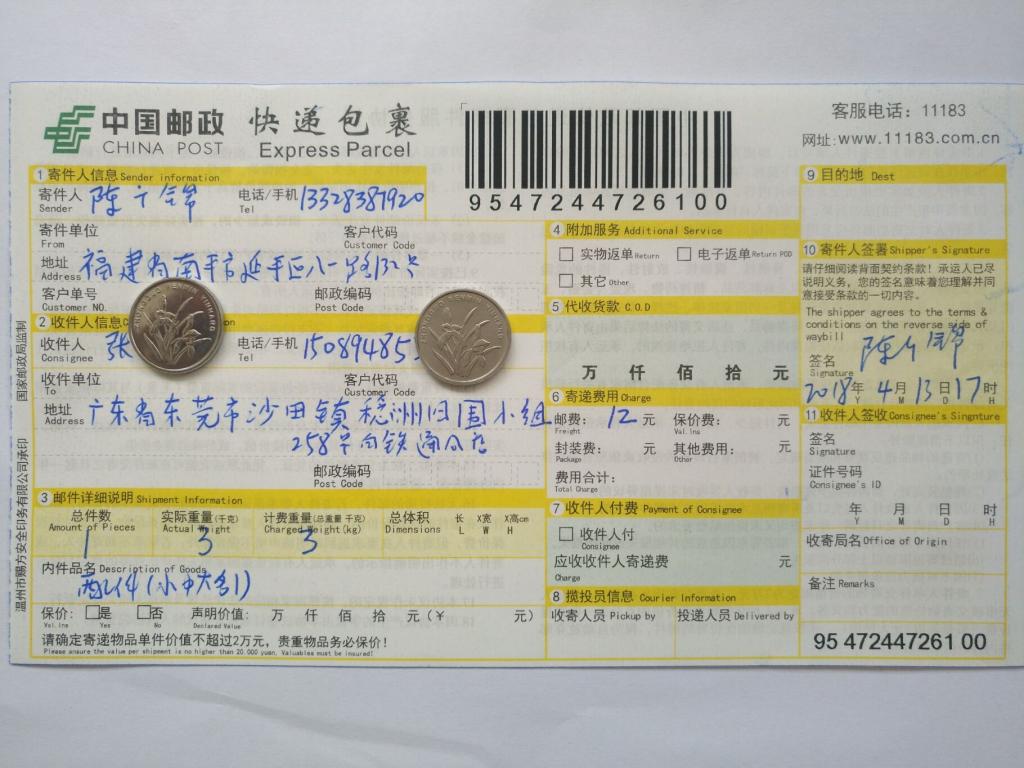 中国邮政 快递包裹
CHINA POST Express Parcel
9547244726100
客服电话：11183
网址:www.11183.com.cn
1 寄件人信息 Sender information
寄件人 Sender 陈 电话/手机 Tel 13328387920
寄件单位 From 客户代码 Customer Code
地址 Address 福建省南平市延平区八一路
客户单号 Customer NO. 邮政编码 Post Code
2 收件人信息
收件人 Consignee 张 电话/手机 Tel 15089485
收件单位 To 客户代码 Customer Code
地址 Address 广东省东莞市沙田镇稳洲围小组
258号
邮政编码 Post Code
3 邮件详细说明 Shipment Information
总件数 Amount of Pieces 实际重量(千克) Actual Weight 计费重量(总重量 千克) Charged Weight(kg) 总体积 Dimensions 长 L X宽 W X高cm H
1 3 3
内件品名 Description of Goods
配件
保价: Val.Ins □是 Yes □否 No 声明价值: Declared Value 万 仟 佰 拾 元(￥ 元)
请确定寄递物品单件价值不超过2万元，贵重物品务必保价！
Please ensure the value per shipment is no higher than 20.000 yuan. Valuables must be insured!
4 附加服务 Additional Service
□ 实物返单 Return □ 电子返单 Return POD
□ 其它 Other
5 代收货款 C.O.D
万 仟 佰 拾 元
6 寄递费用 Charge
邮费: Freight 12 元 保价费: Val.Ins 元
封装费: Package 元 其他费用: Other 元
费用合计: Total Charge
7 收件人付费 Payment of Consignee
□ 收件人付 Consignee
应收收件人寄递费 Charge 元
8 揽投员信息 Courier Information
收寄人员 Pickup by 投递人员 Delivered by
9 目的地 Dest
10 寄件人签署 Shipper's Signature
请仔细阅读背面契约条款！承运人已尽
说明义务，您的签名意味着您理解并同
意接受条款的一切内容。
The shipper agrees to the terms &
conditions on the reverse side of
waybill
签名 Signature 陈
2018年 Y 4月 M 13日 D 17时 H
11 收件人签收 Consignee's Singnture
签名 Signature
证件号码 Consignee's ID
年 Y 月 M 日 D 时 H
收寄局名 Office of Origin
备注 Remarks
95 472447261 00
国家邮政局监制
温州市赐方安全印务有限公司承印